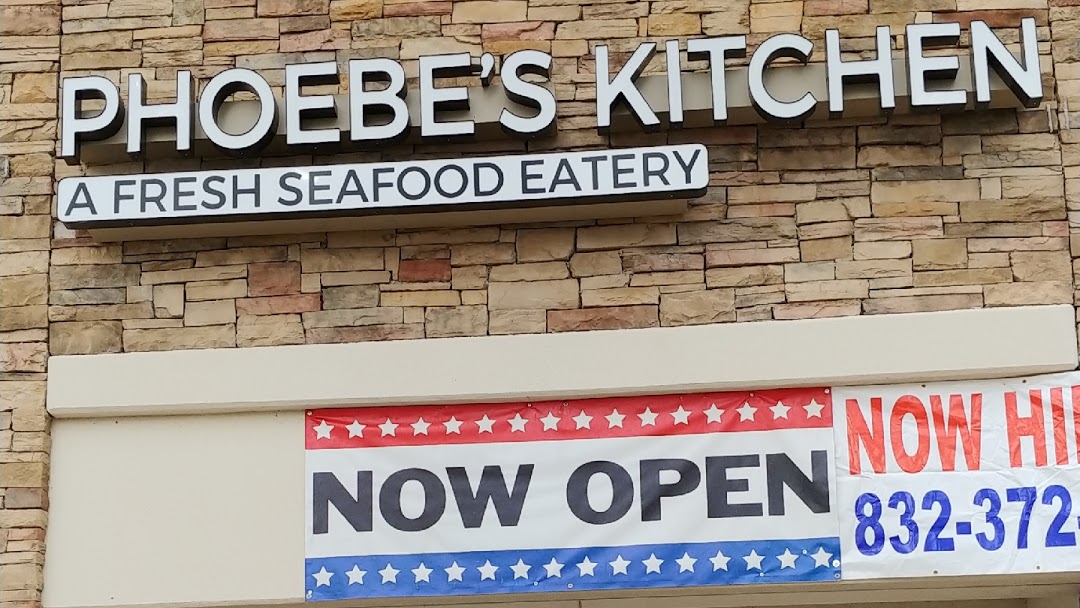 PHOEBE'S KITCHEN
A FRESH SEAFOOD EATERY
NOW OPEN
NOW HI
832-372-